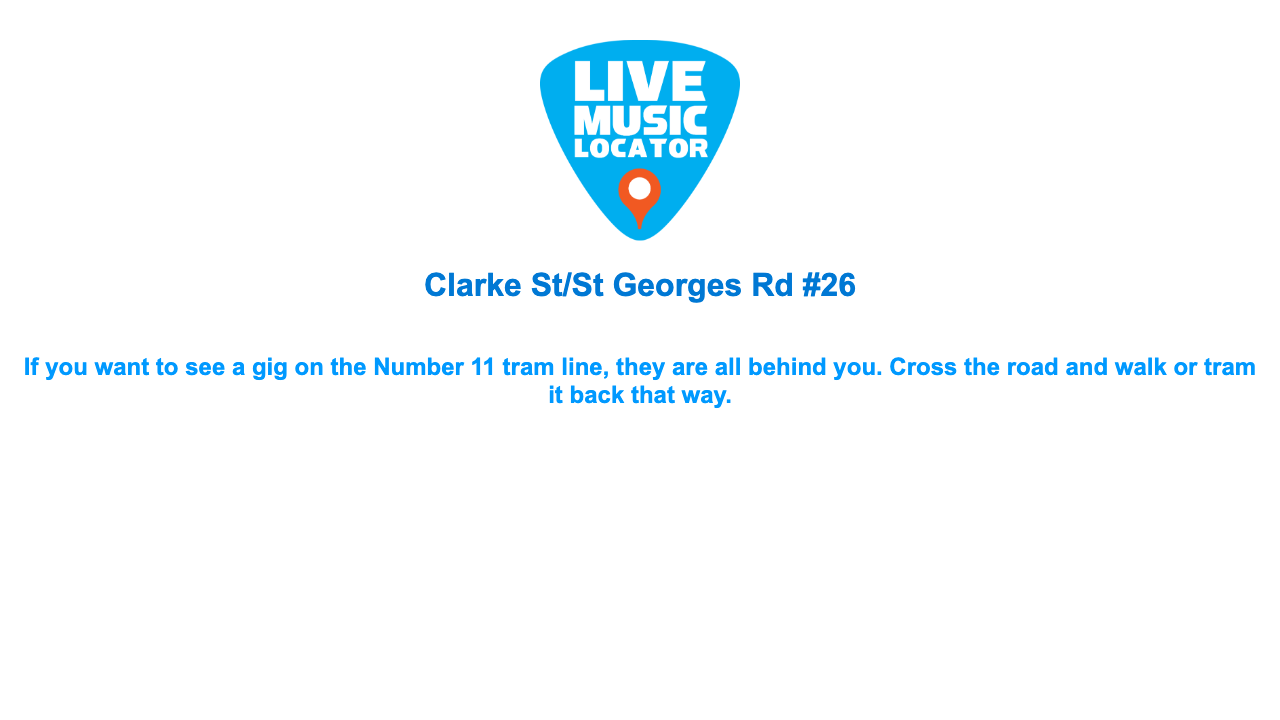 LIVE
MUSIC
LOCATOR
Clarke St/St Georges Rd #26
If you want to see a gig on the Number 11 tram line, they are all behind you. Cross the road and walk or tram
it back that way.